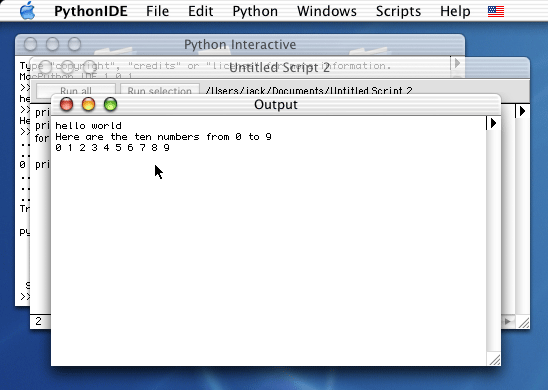 PythonIDE File Edit Python Windows Scripts Help
Python Interactive
Type "copyright", "credits" or "license" for more information.
MacPython IDE 1.0.1
Untitled Script 2
Run all Run selection /Users/jack/Documents/Untitled Script 2
Output
hello world
Here are the ten numbers from 0 to 9
0 1 2 3 4 5 6 7 8 9
>>
he
>>
He
>>
...
...
0
...
...
Tr
py
S
>>
pri
pri
for
pri
2